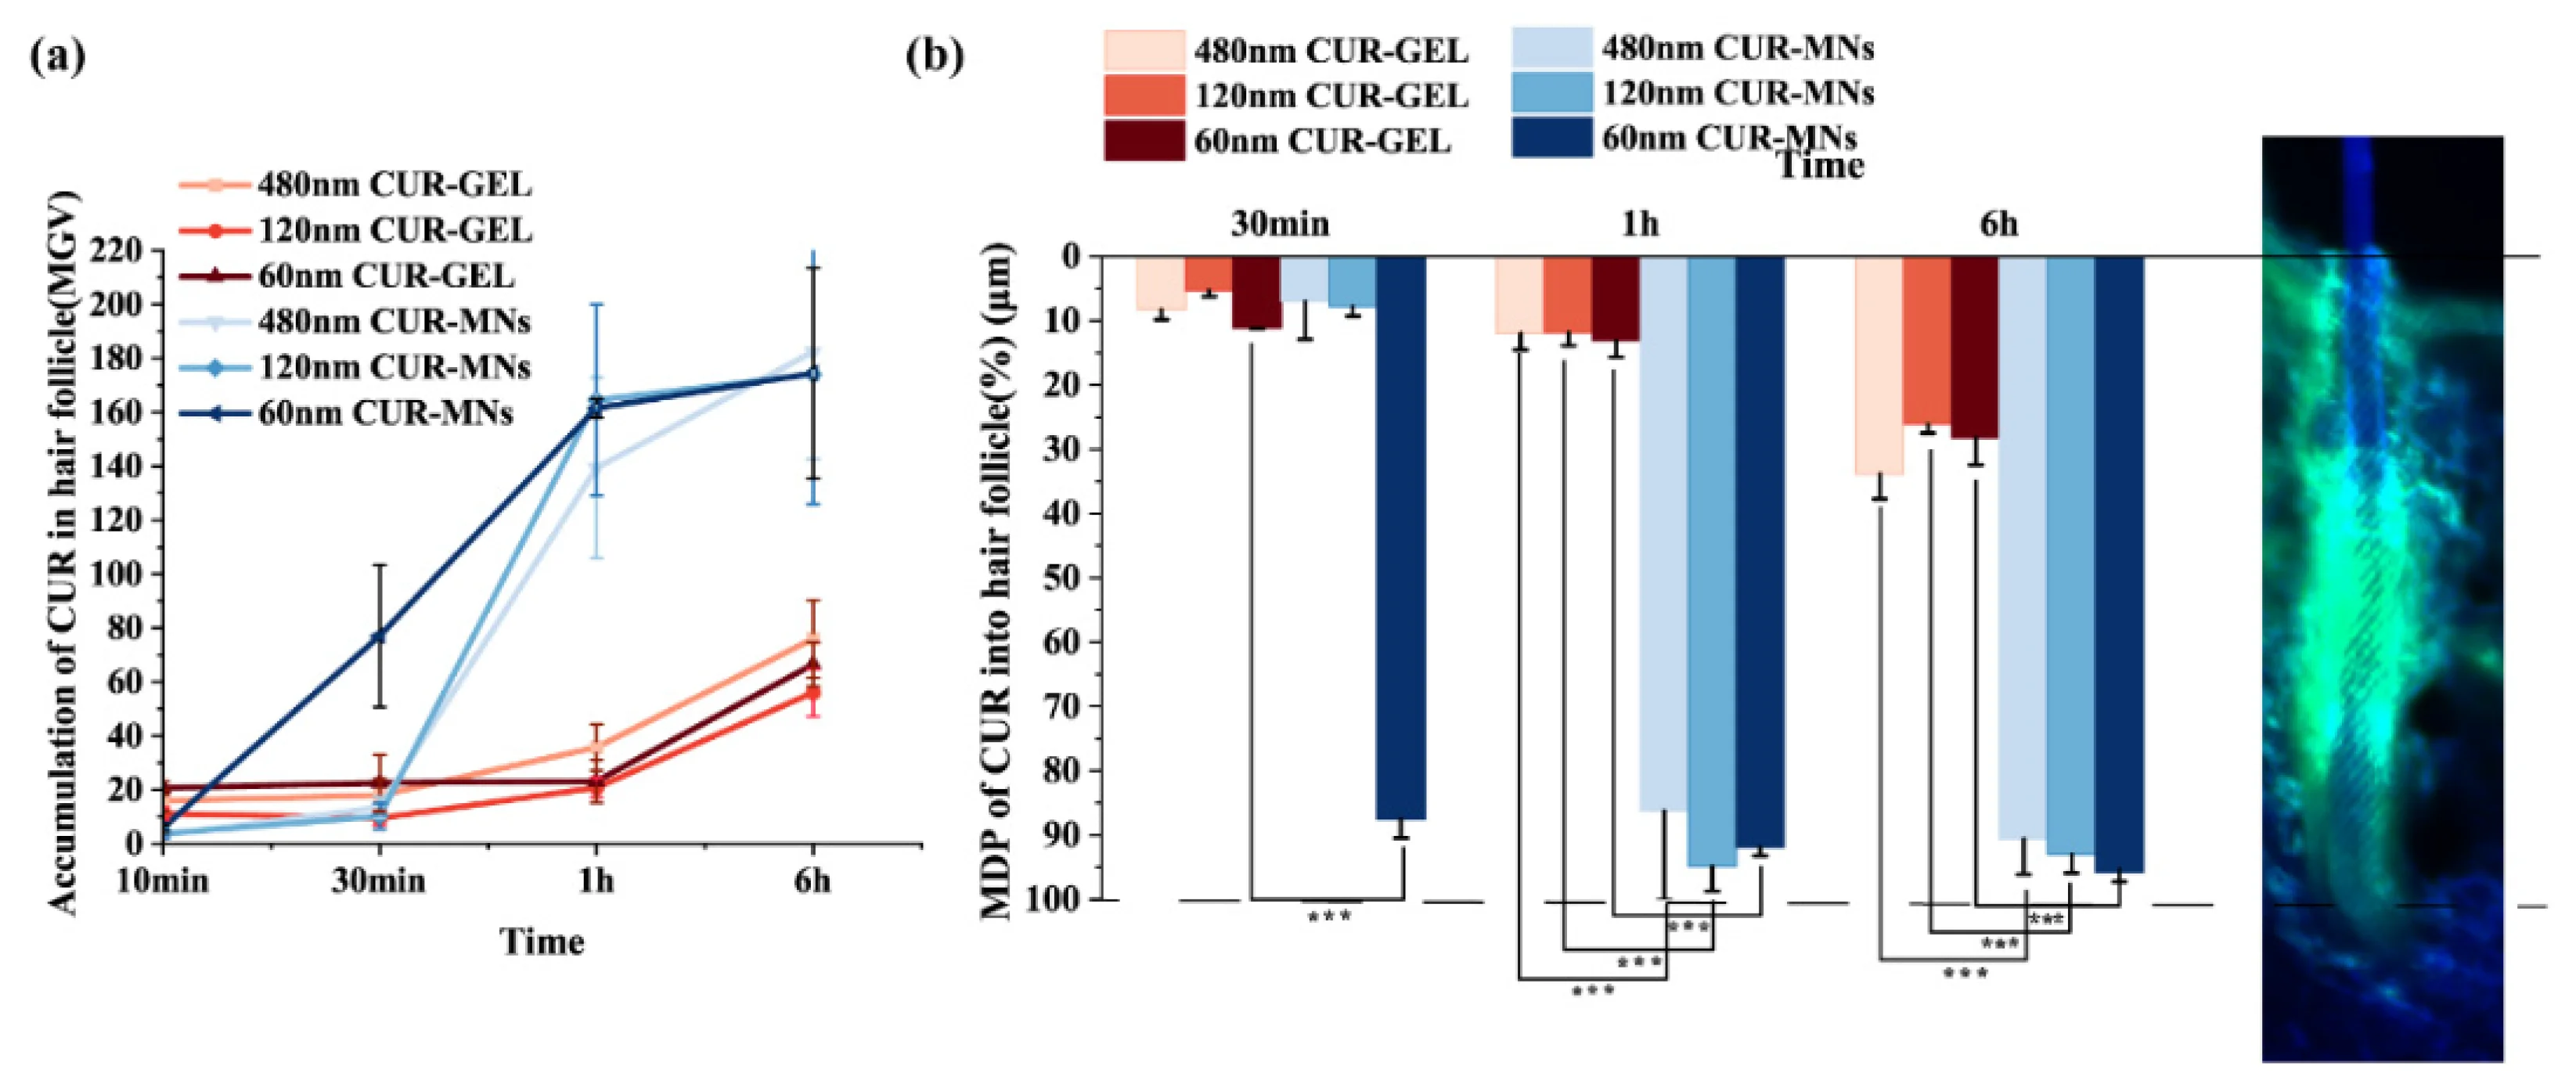 (a)
480nm CUR-GEL
120nm CUR-GEL
60nm CUR-GEL
480nm CUR-MNs
120nm CUR-MNs
60nm CUR-MNs
Accumulation of CUR in hair follicle(MGV)
220
200
180
160
140
120
100
80
60
40
20
0
10min 30min 1h 6h
Time
(b)
480nm CUR-GEL
120nm CUR-GEL
60nm CUR-GEL
480nm CUR-MNs
120nm CUR-MNs
60nm CUR-MNs
Time
30min 1h 6h
MDP of CUR into hair follicle(%) (μm)
0
10
20
30
40
50
60
70
80
90
100
***
***
***
***
***
***
***